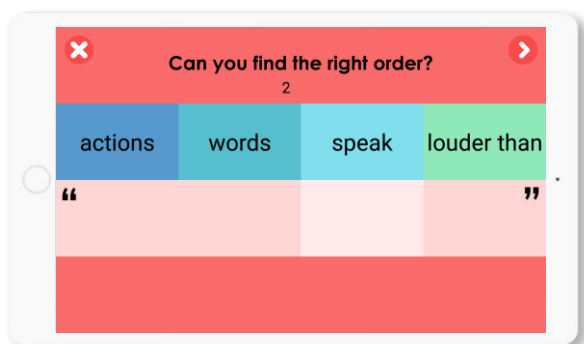 Can you find the right order?
2
actions words speak louder than
“ ”